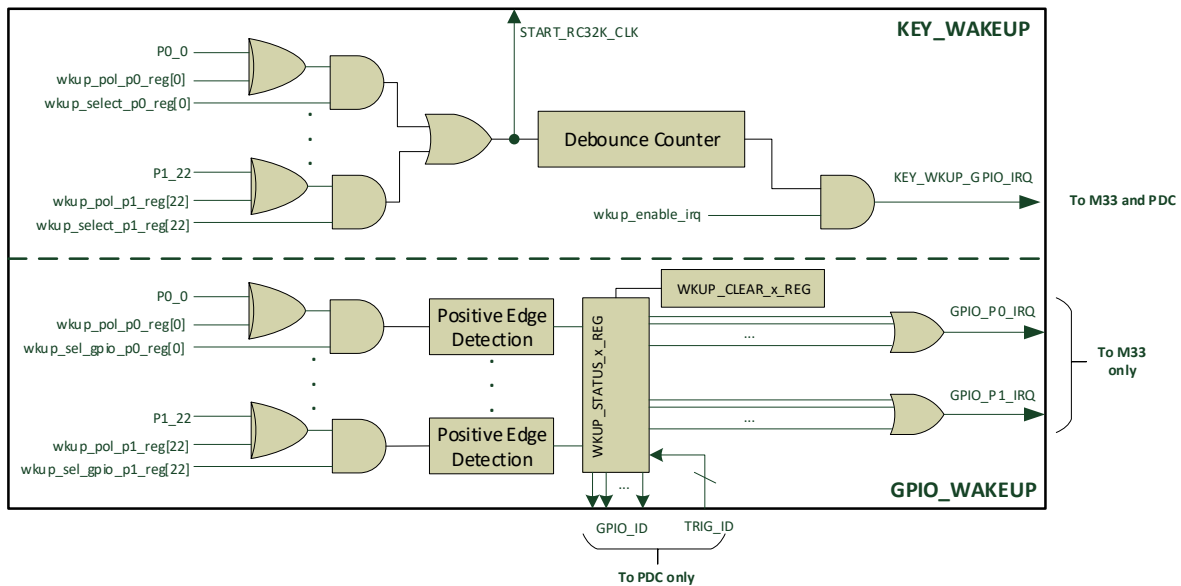 START_RC32K_CLK
KEY_WAKEUP
P0_0
wkup_pol_p0_reg[0]
wkup_select_p0_reg[0]
Debounce Counter
P1_22
wkup_pol_p1_reg[22]
wkup_select_p1_reg[22]
wkup_enable_irq
KEY_WKUP_GPIO_IRQ
To M33 and PDC
P0_0
wkup_pol_p0_reg[0]
wkup_sel_gpio_p0_reg[0]
Positive Edge
Detection
WKUP_CLEAR_x_REG
WKUP_STATUS_x_REG
...
GPIO_P0_IRQ
To M33
only
P1_22
wkup_pol_p1_reg[22]
wkup_sel_gpio_p1_reg[22]
Positive Edge
Detection
...
GPIO_P1_IRQ
...
GPIO_WAKEUP
GPIO_ID
TRIG_ID
To PDC only